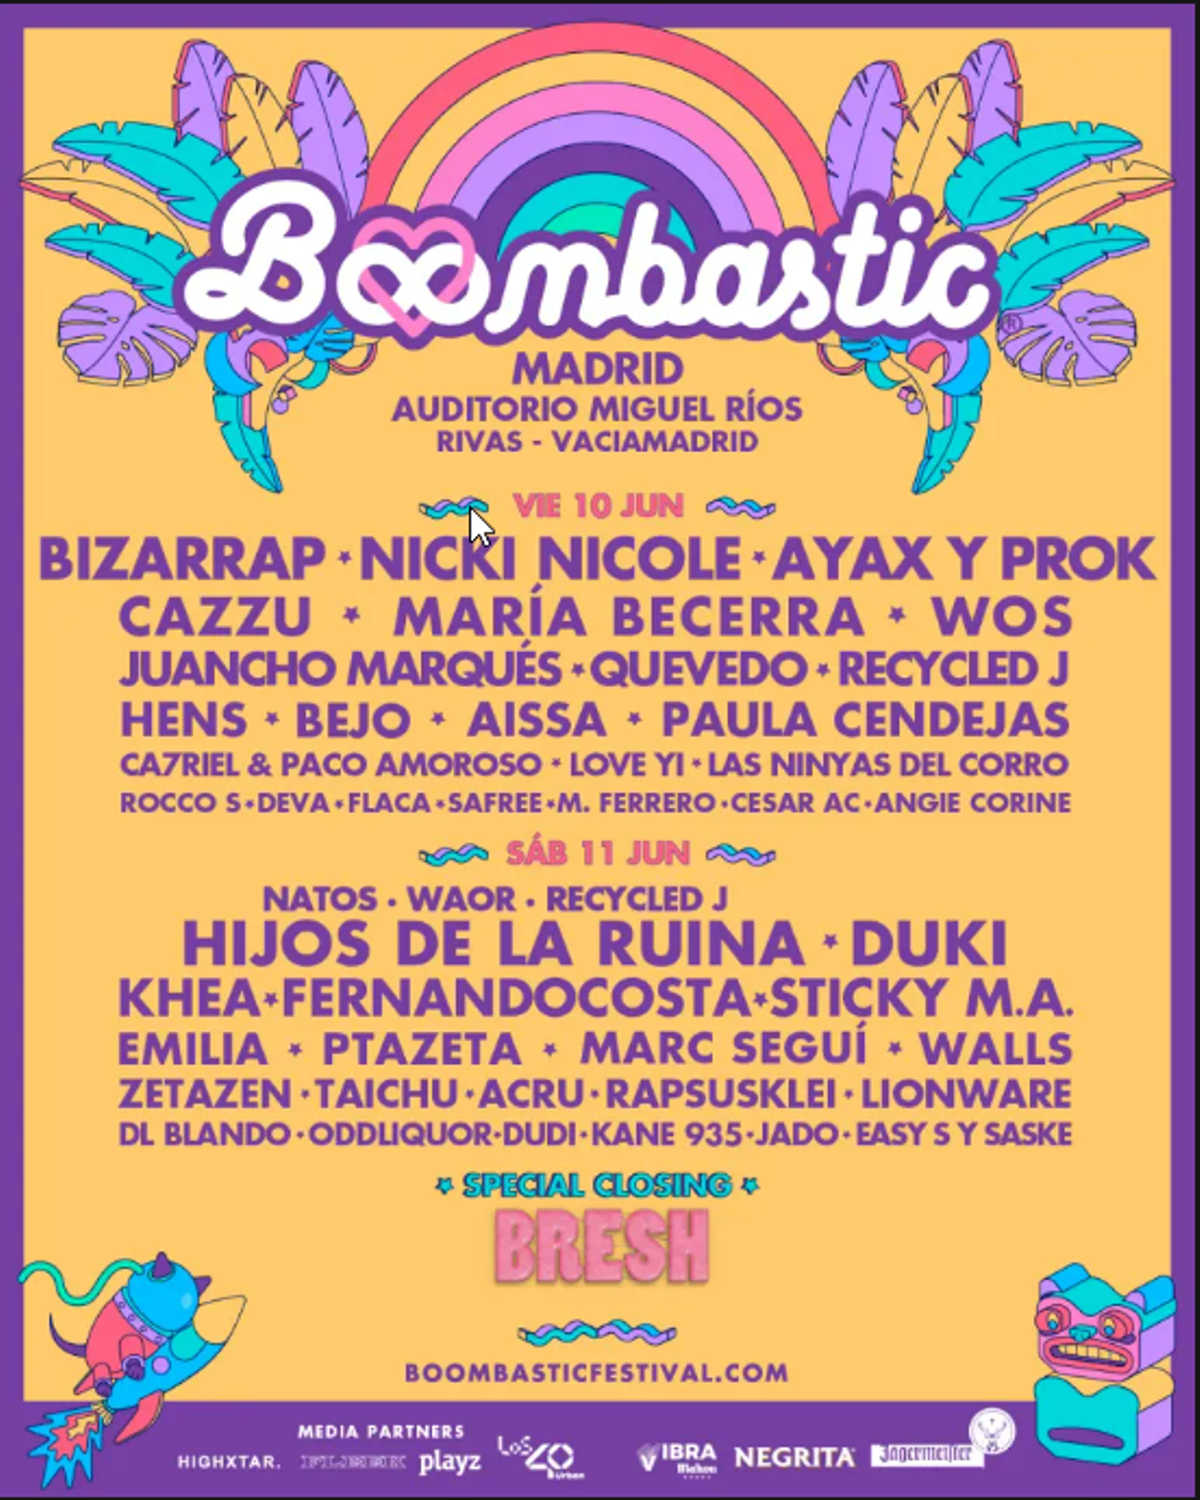 Boombastic
®
MADRID
AUDITORIO MIGUEL RÍOS
RIVAS - VACIAMADRID
VIE 10 JUN
BIZARRAP * NICKI NICOLE * AYAX Y PROK
CAZZU * MARÍA BECERRA * WOS
JUANCHO MARQUÉS * QUEVEDO * RECYCLED J
HENS * BEJO * AISSA * PAULA CENDEJAS
CA7RIEL & PACO AMOROSO * LOVE YI * LAS NINYAS DEL CORRO
ROCCO S * DEVA * FLACA * SAFREE * M. FERRERO * CESAR AC * ANGIE CORINE
SÁB 11 JUN
NATOS · WAOR · RECYCLED J
HIJOS DE LA RUINA * DUKI
KHEA * FERNANDOCOSTA * STICKY M.A.
EMILIA * PTAZETA * MARC SEGUÍ * WALLS
ZETAZEN * TAICHU * ACRU * RAPSUSKLEI * LIONWARE
DL BLANDO * ODDLIQUOR * DUDI * KANE 935 * JADO * EASY S Y SASKE
* SPECIAL CLOSING *
BRESH
BOOMBASTICFESTIVAL.COM
MEDIA PARTNERS
HIGHXTAR. playz LOS40 Urban IBRA NEGRITA Jägermeister